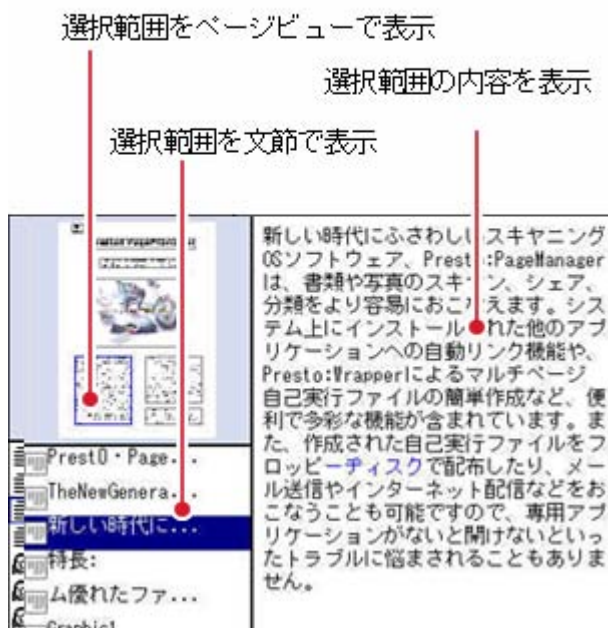 選択範囲をページビューで表示
選択範囲の内容を表示
選択範囲を文節で表示
新しい時代にふさわしいスキャニング
OSソフトウェア、Presto:PageManager
は、書類や写真のスキャン、シェア、
分類をより容易におこなえます。シス
テム上にインストールされた他のアプ
リケーションへの自動リンク機能や、
Presto:Wrapperによるマルチページ
自己実行ファイルの簡単作成など、便
利で多彩な機能が含まれています。ま
た、作成された自己実行ファイルをフ
ロッピーディスクで配布したり、メー
ル送信やインターネット配信などをお
こなうことも可能ですので、専用アプ
リケーションがないと開けないといっ
たトラブルに悩まされることもありま
せん。
Prest0・Page...
TheNewGenera...
新しい時代に...
特長:
ム優れたファ...
Graphic1